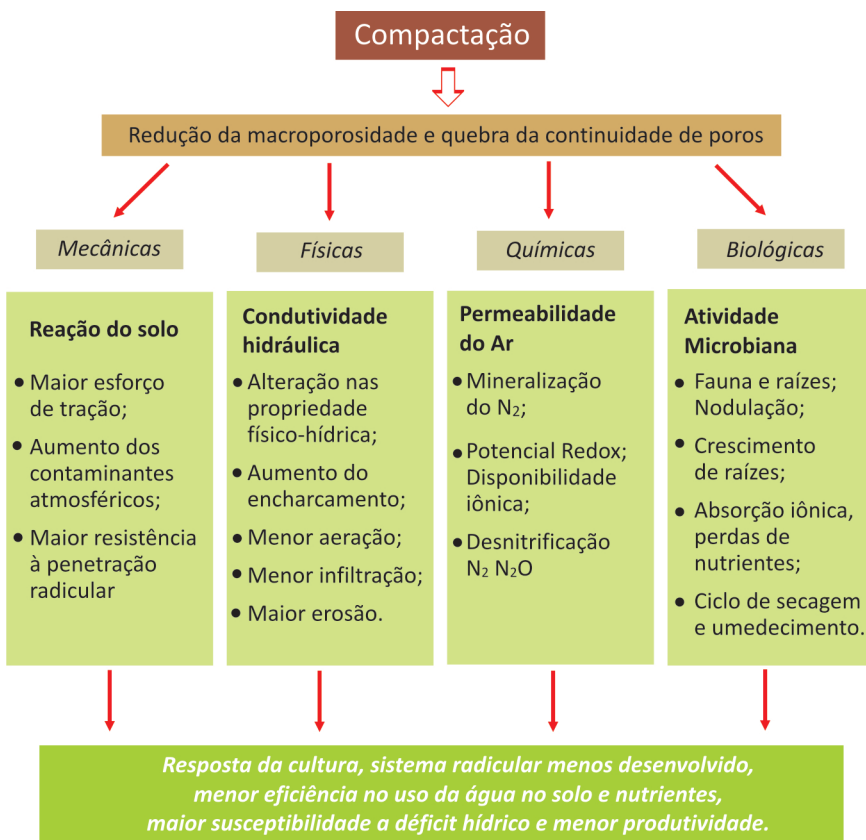 Compactação
Redução da macroporosidade e quebra da continuidade de poros
Mecânicas
Físicas
Químicas
Biológicas
Reação do solo
• Maior esforço
de tração;
• Aumento dos
contaminantes
atmosféricos;
• Maior resistência
à penetração
radicular
Condutividade
hidráulica
• Alteração nas
propriedade
físico-hídrica;
• Aumento do
encharcamento;
• Menor aeração;
• Menor infiltração;
• Maior erosão.
Permeabilidade
do Ar
• Mineralização
do N₂;
• Potencial Redox;
Disponibilidade
iônica;
• Desnitrificação
N₂ N₂O
Atividade
Microbiana
• Fauna e raízes;
Nodulação;
• Crescimento
de raízes;
• Absorção iônica,
perdas de
nutrientes;
• Ciclo de secagem
e umedecimento.
Resposta da cultura, sistema radicular menos desenvolvido,
menor eficiência no uso da água no solo e nutrientes,
maior susceptibilidade a déficit hídrico e menor produtividade.